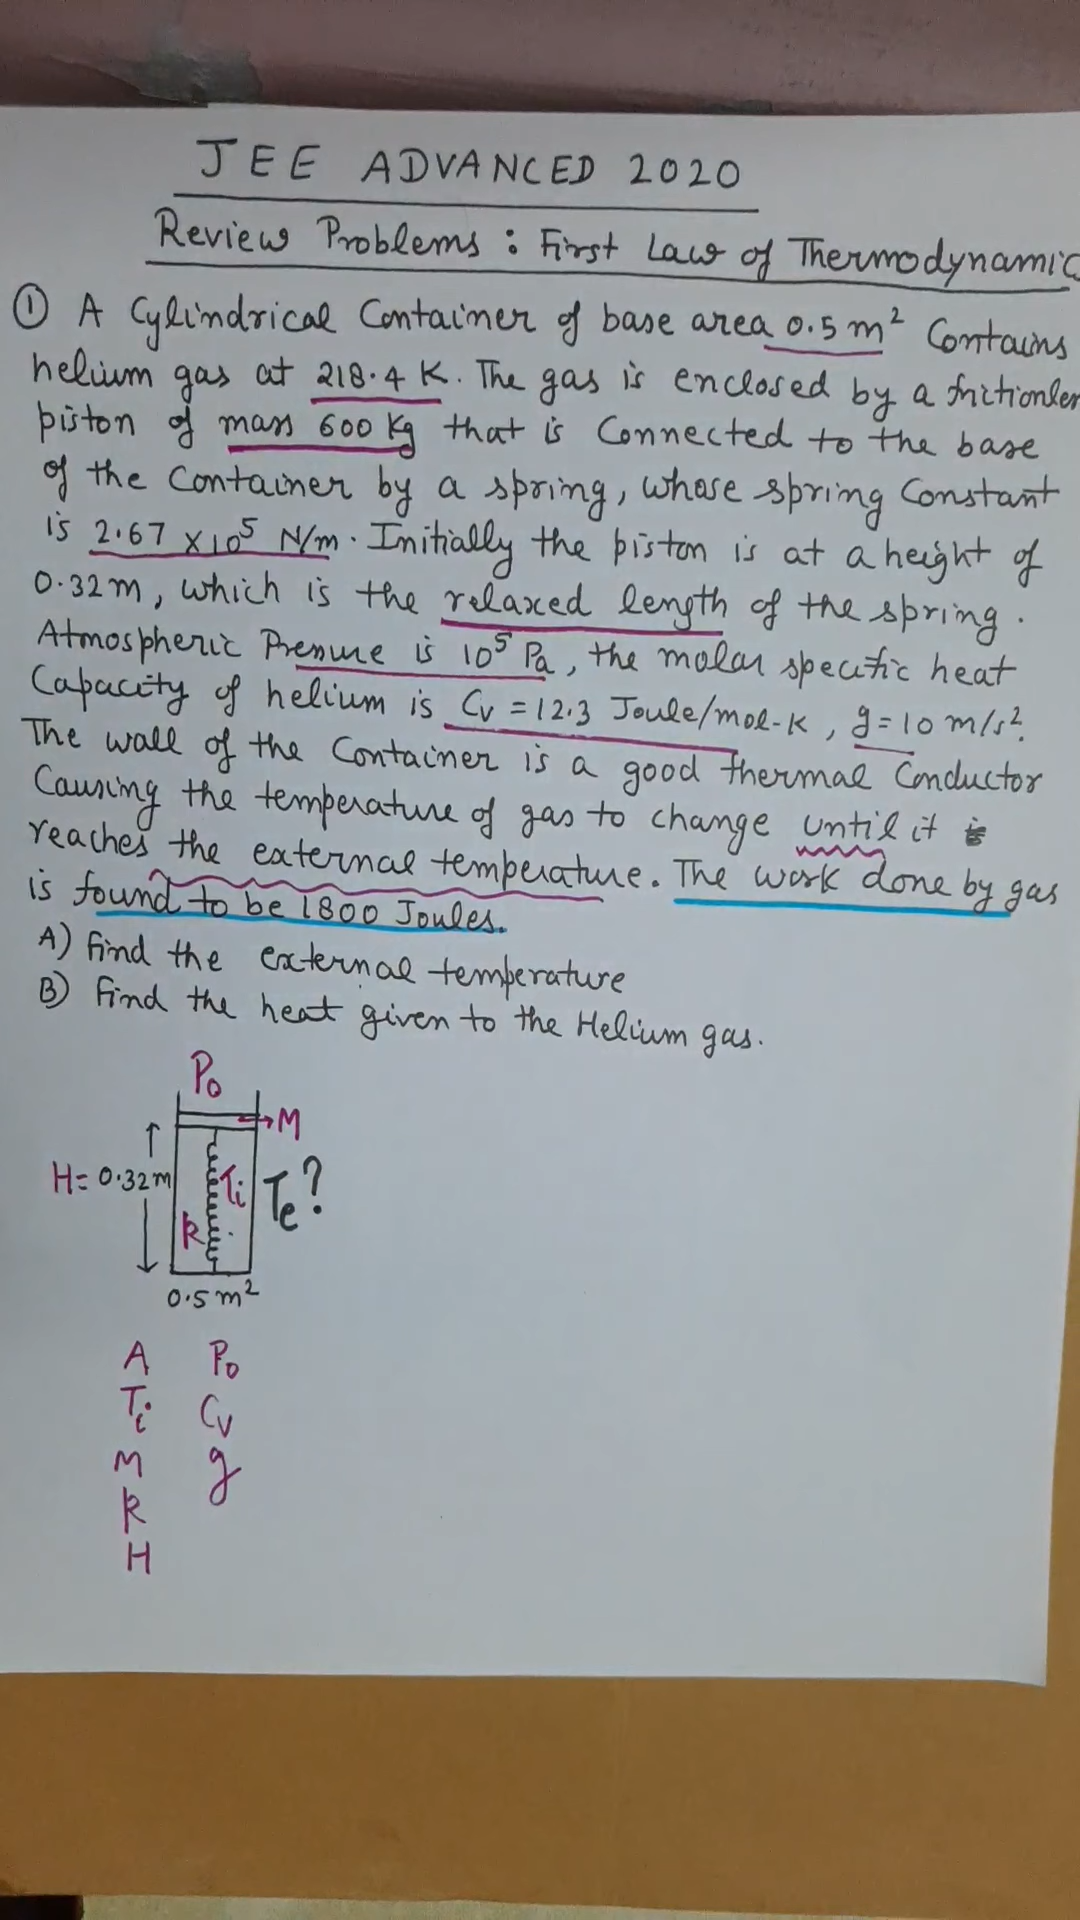 JEE ADVANCED 2020
Review Problems : First Law of Thermodynamic
① A Cylindrical Container of base area 0.5 m² Contains
helium gas at 218.4 K. The gas is enclosed by a frictionles
piston of mass 600 Kg that is Connected to the base
of the Container by a spring, whose spring Constant
is 2.67 x10⁵ N/m. Initially the piston is at a height of
0.32m, which is the relaxed length of the spring.
Atmospheric Pressure is 10⁵ Pa, the molar specific heat
Capacity of helium is Cv = 12.3 Joule/mol-K, g = 10 m/s².
The wall of the Container is a good thermal Conductor
Causing the temperature of gas to change until it
reaches the external temperature. The work done by gas
is found to be 1800 Joules.
A) Find the external temperature
B) Find the heat given to the Helium gas.
P₀
M
H= 0.32m
Ti
Te?
k
0.5 m²
A P₀
Ti Cv
M g
k
H